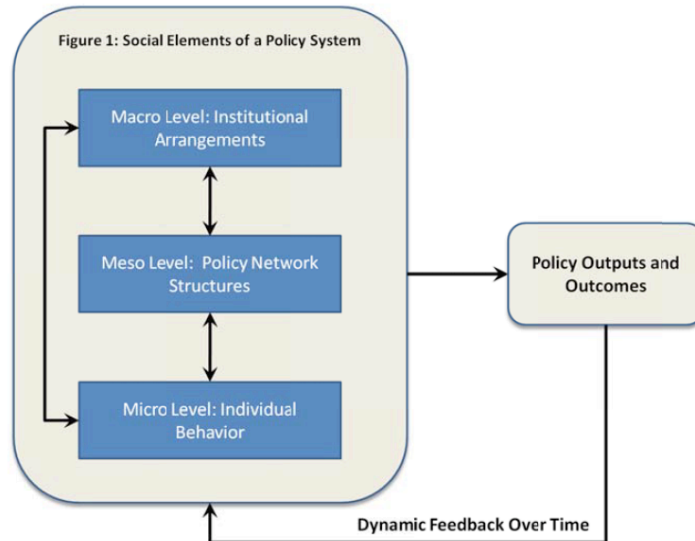 Figure 1: Social Elements of a Policy System
Macro Level: Institutional
Arrangements
Meso Level:  Policy Network
Structures
Micro Level: Individual
Behavior
Policy Outputs and
Outcomes
Dynamic Feedback Over Time